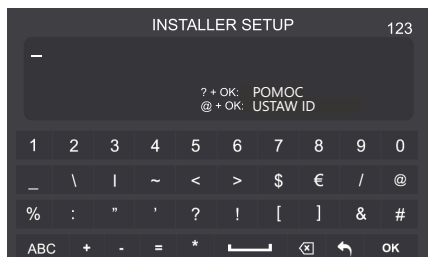 INSTALLER SETUP 123
_
? + OK: POMOC
@ + OK: USTAW ID
1 2 3 4 5 6 7 8 9 0
_ \ | ~ < > $ € / @
% : " ' ? ! [ ] & #
ABC + - = * OK